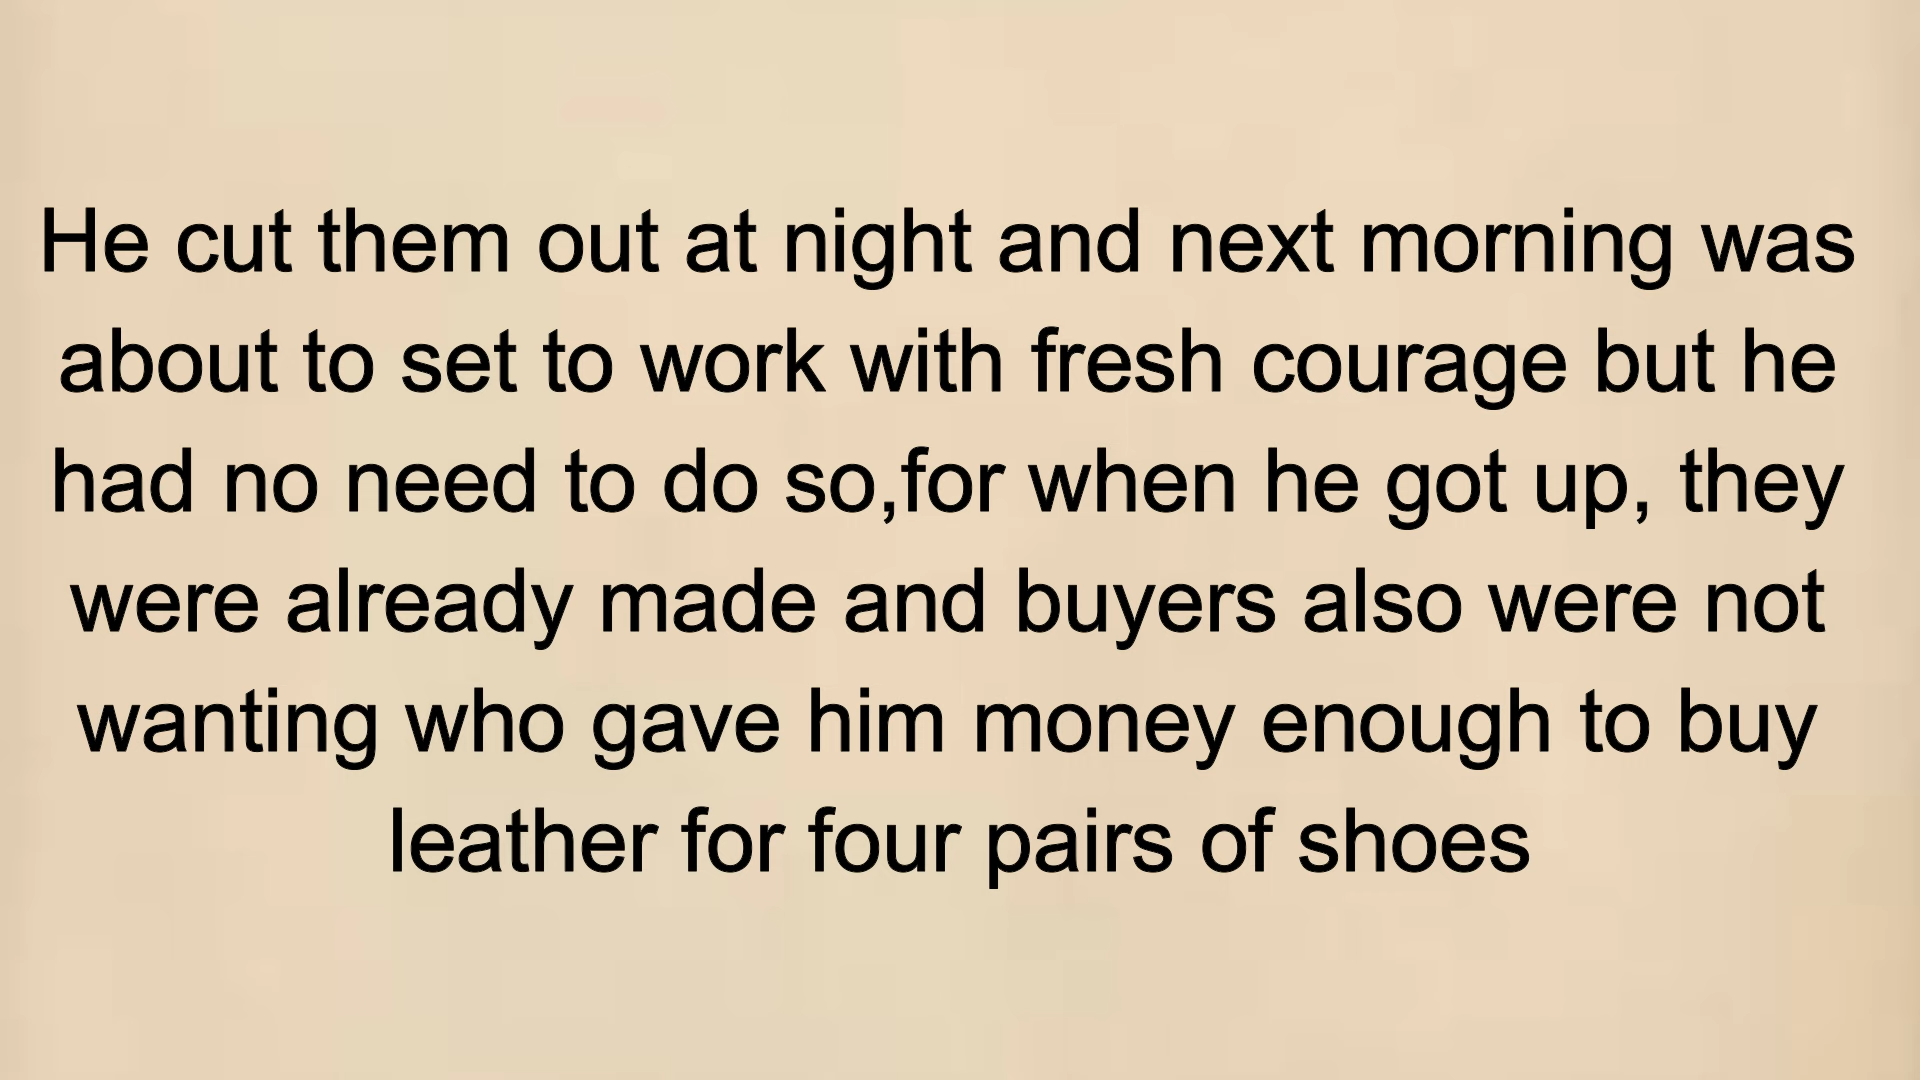 He cut them out at night and next morning was
about to set to work with fresh courage but he
had no need to do so,for when he got up, they
were already made and buyers also were not
wanting who gave him money enough to buy
leather for four pairs of shoes